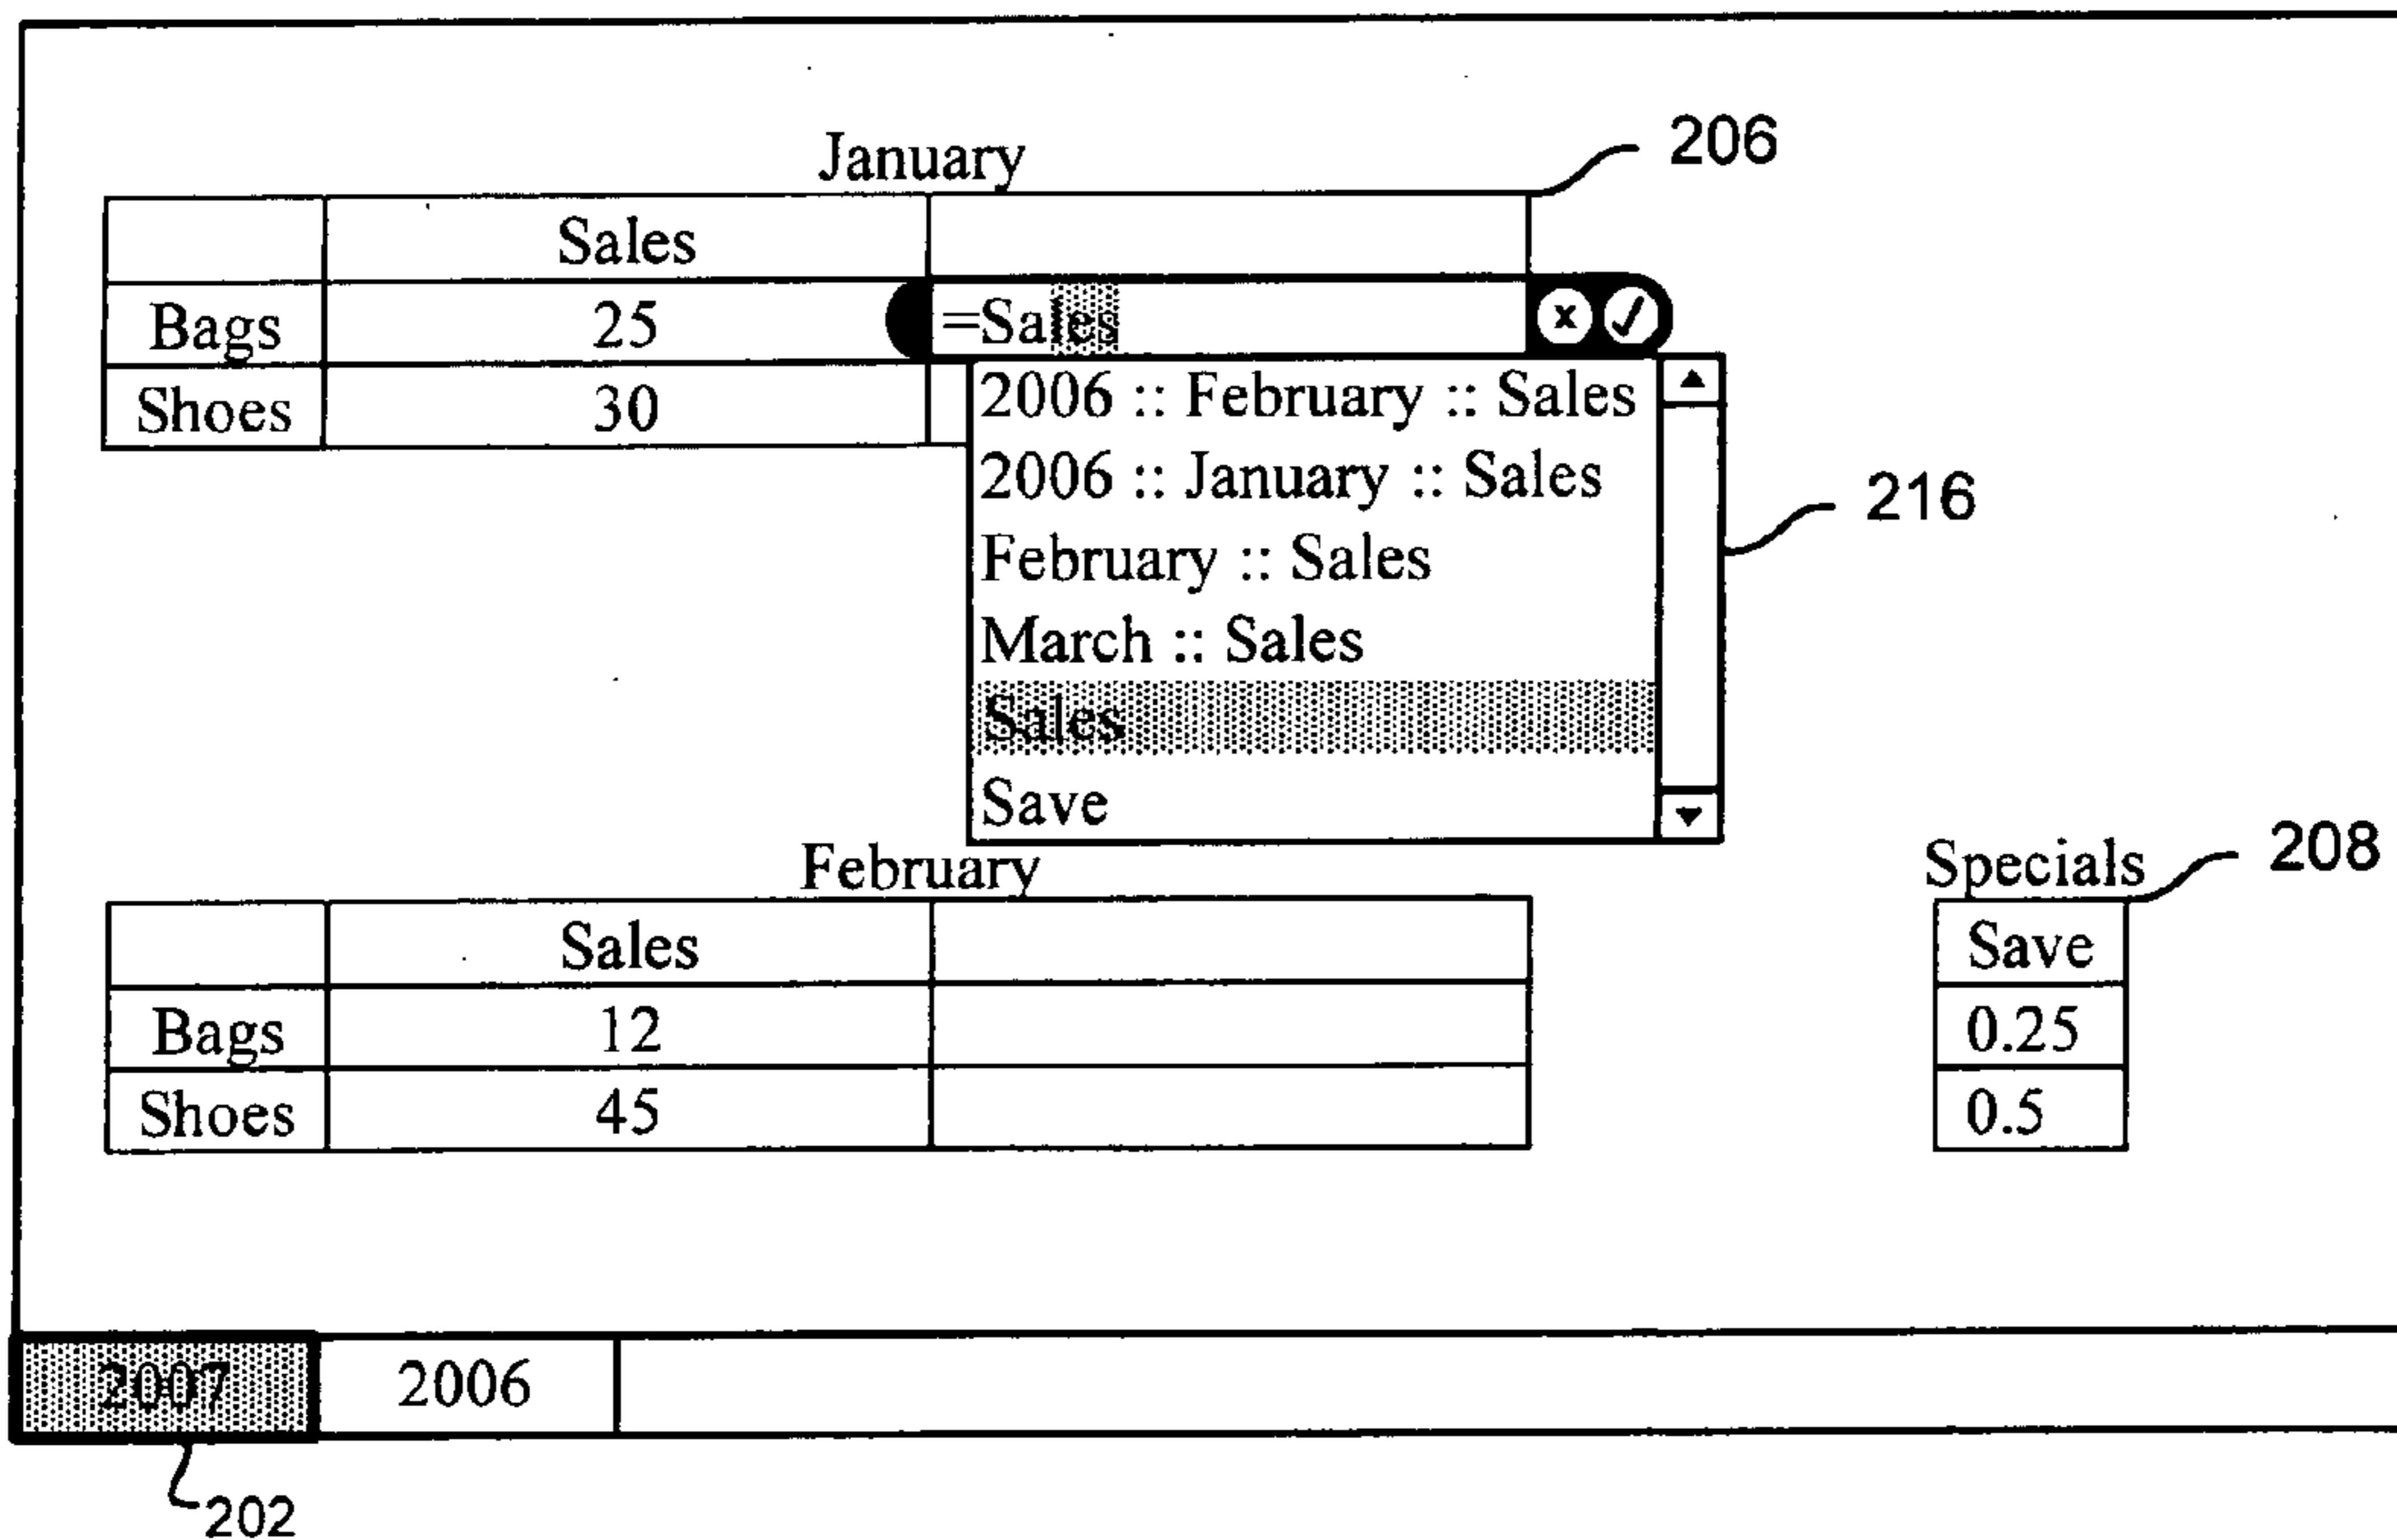 206
January
Sales
Bags 25 =Sales x ✓
Shoes 30
2006 :: February :: Sales
2006 :: January :: Sales
February :: Sales
March :: Sales
Sales
Save
216
February
Sales
Bags 12
Shoes 45
Specials 208
Save
0.25
0.5
2007 2006
202